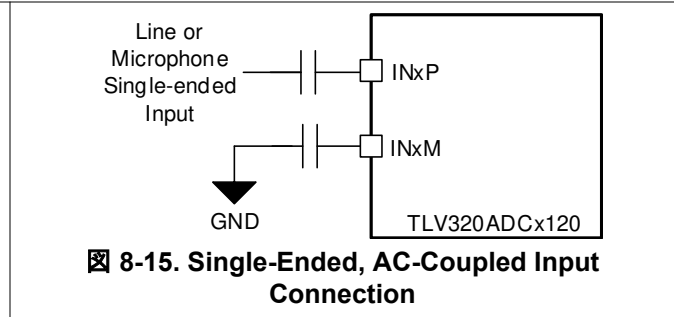 Line or
Microphone
Single-ended
Input
INxP
INxM
GND
TLV320ADCx120
図 8-15. Single-Ended, AC-Coupled Input
Connection